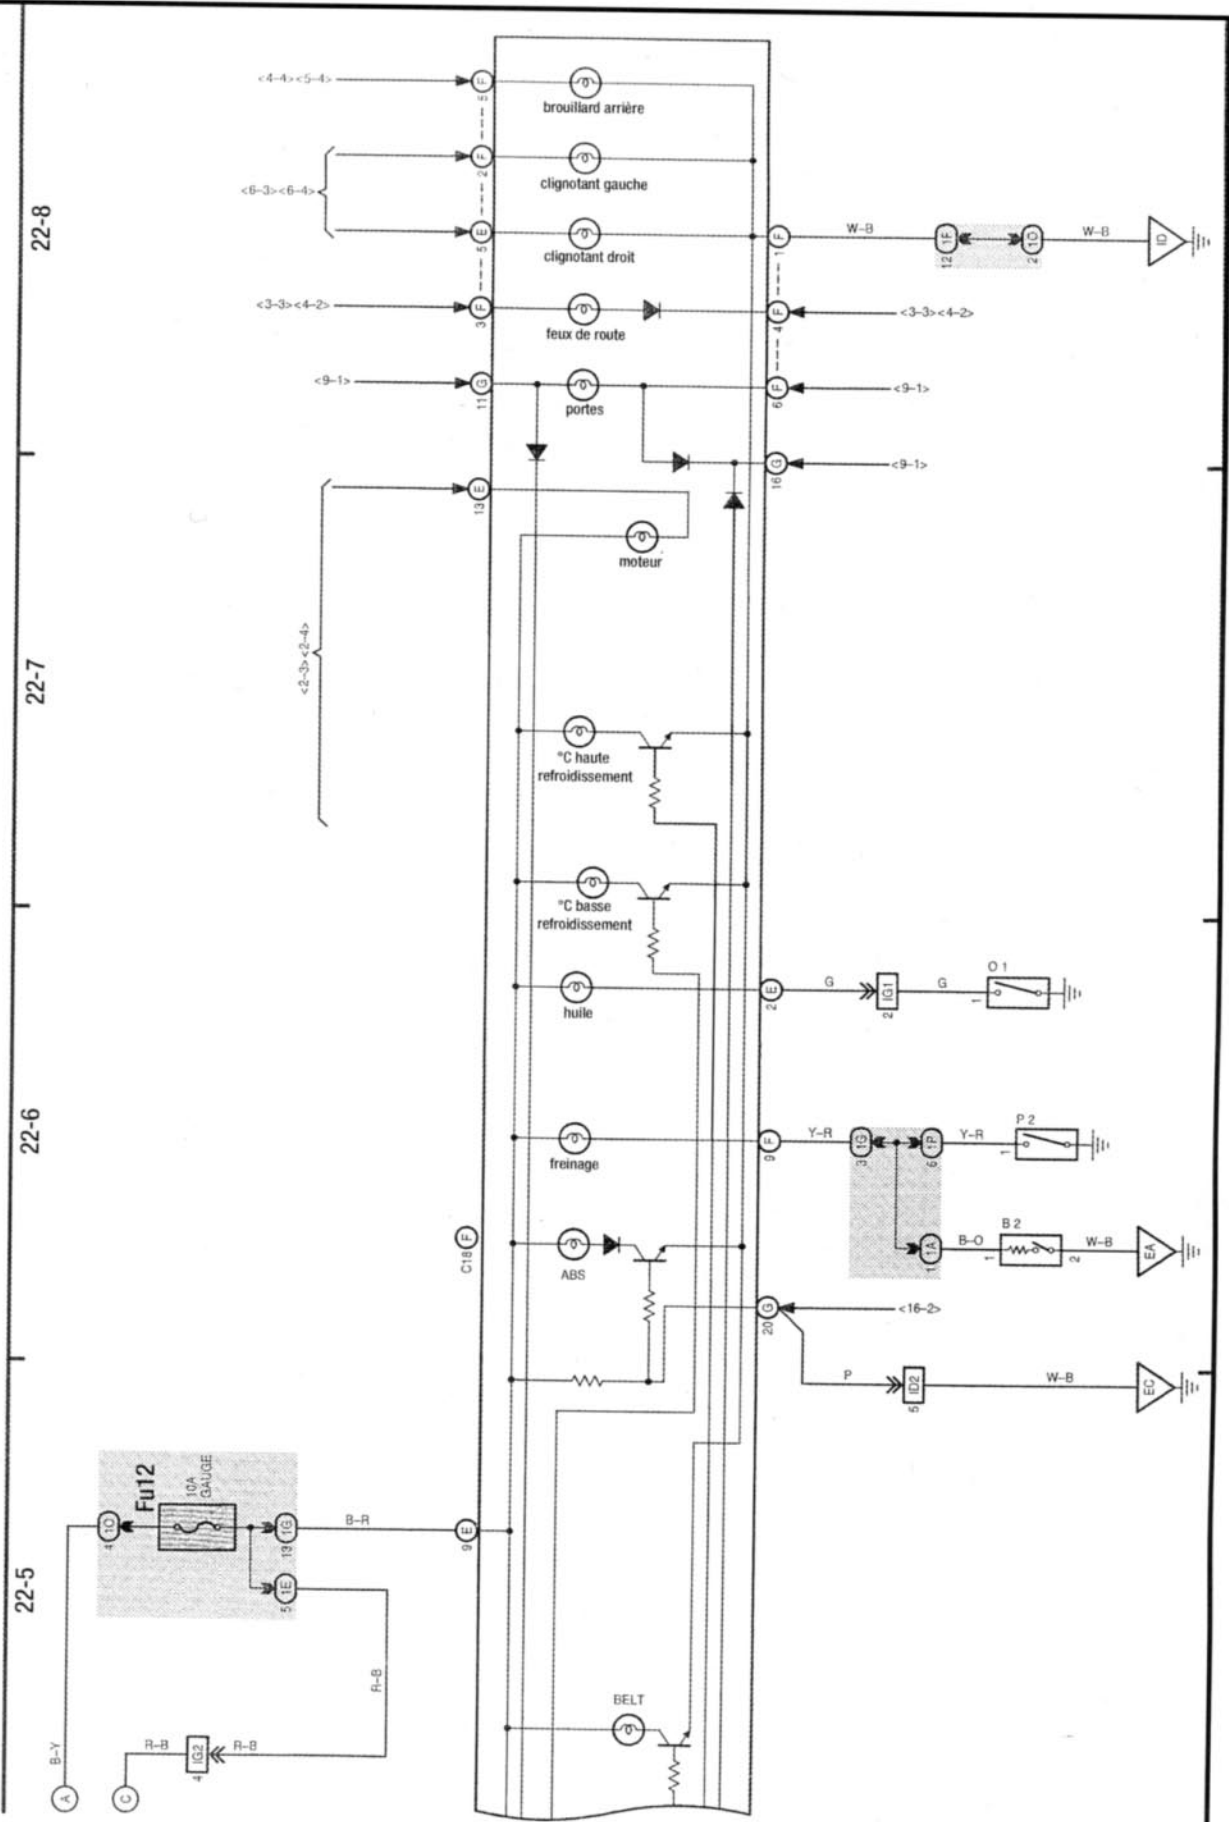 22-8
22-7
22-6
22-5
<4-4><5-4>
F
5
brouillard arrière
<6-3><6-4>
F
2
clignotant gauche
E
5
clignotant droit
F
1
W-B
1F
12
1O
2
W-B
ID
<3-3><4-2>
F
3
feux de route
F
4
<3-3><4-2>
<9-1>
G
11
portes
F
6
<9-1>
G
16
<9-1>
E
13
moteur
<2-3><2-4>
°C haute
refroidissement
°C basse
refroidissement
huile
E
2
G
IG1
2
G
O 1
1
freinage
F
9
Y-R
1G
3
1P
6
Y-R
P 2
1
C18
F
ABS
1A
1
B-O
B 2
1
2
W-B
EA
G
20
<16-2>
P
ID2
5
W-B
EC
Fu12
10A
GAUGE
1O
4
1G
13
B-R
E
9
1E
5
R-B
BELT
B-Y
A
R-B
IG2
4
R-B
C